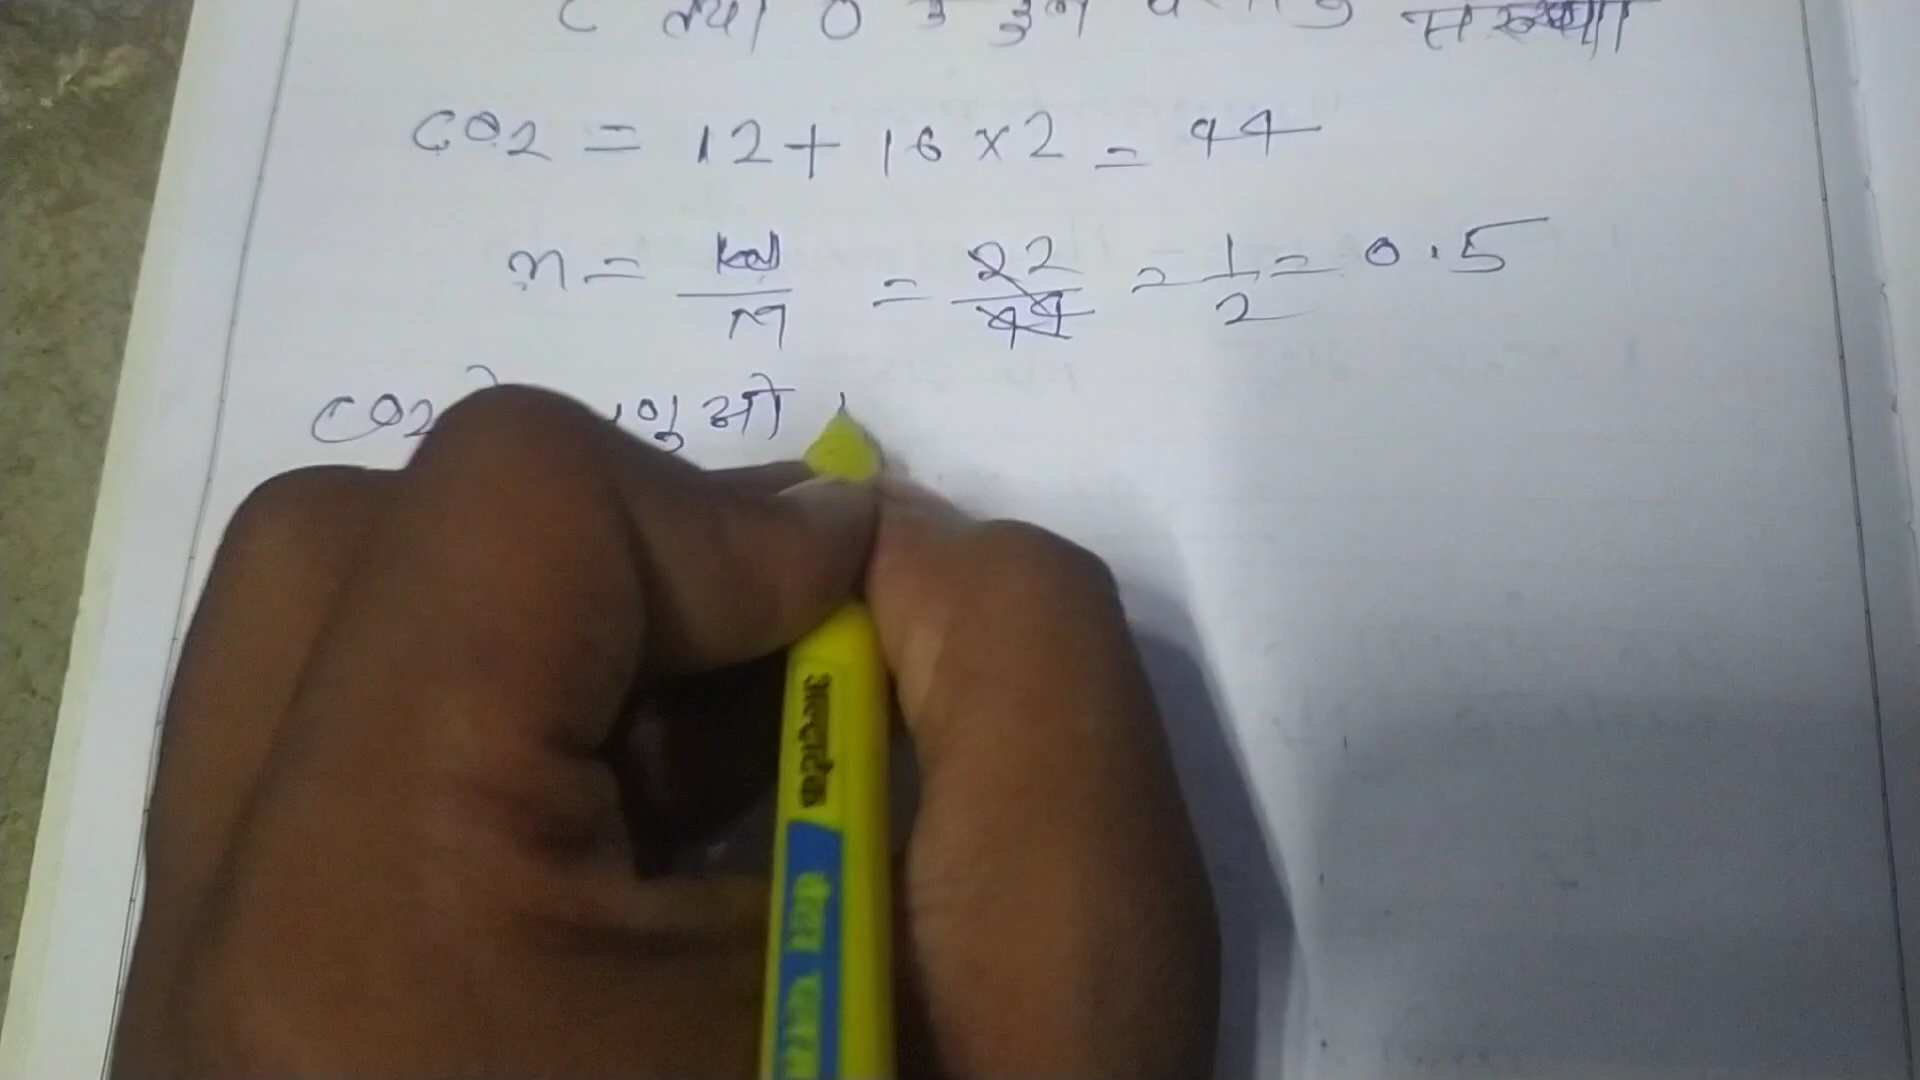 C तथा O के कुल परमाणु संख्या
CO2 = 12 + 16 × 2 = 44
n = w/M = 22/44 = 1/2 = 0.5
CO2 के अणुओ